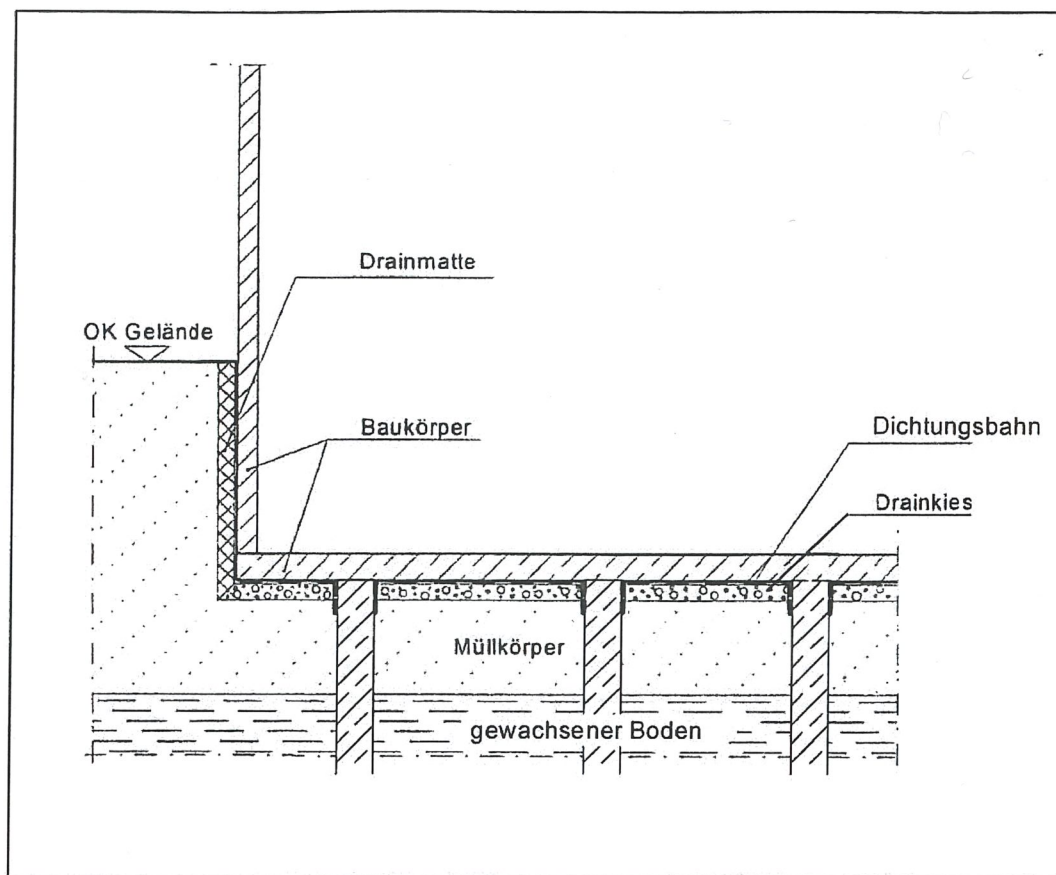 Drainmatte
OK Gelände
Baukörper
Dichtungsbahn
Drainkies
Müllkörper
gewachsener Boden